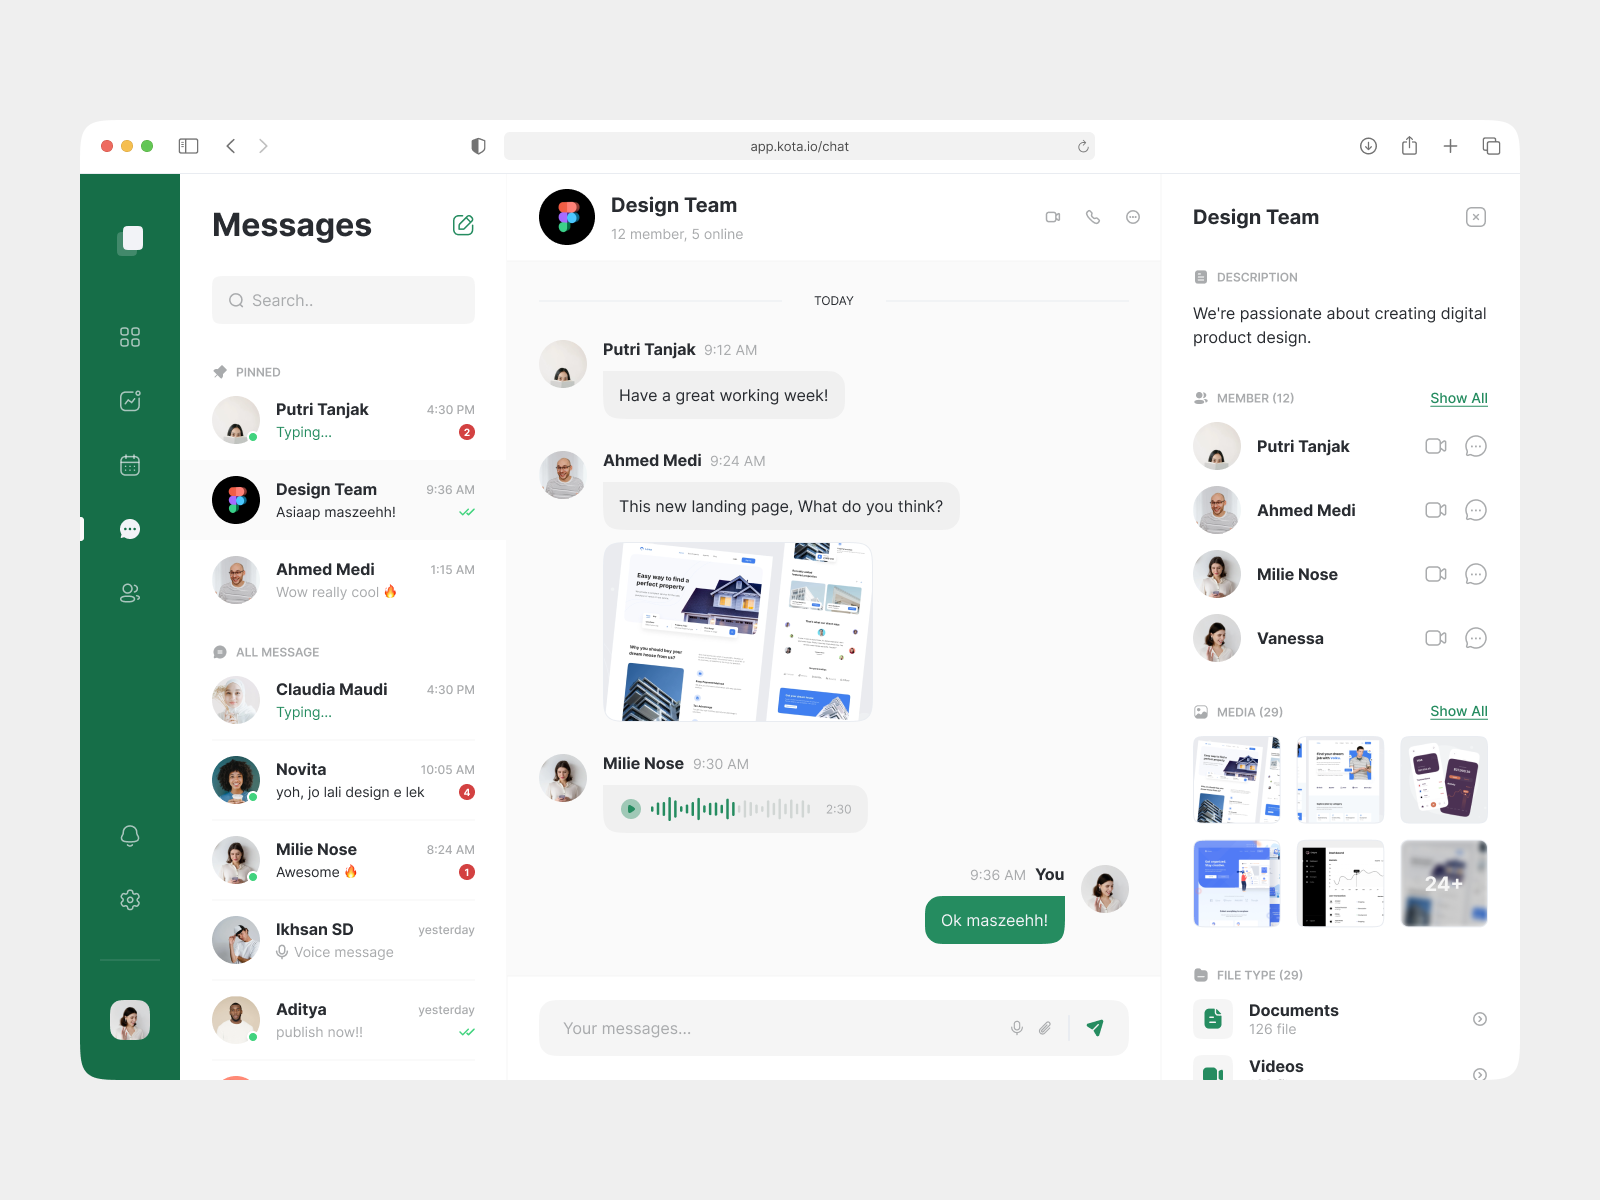 app.kota.io/chat
Messages
Search..
PINNED
Putri Tanjak
4:30 PM
Typing...
2
Design Team
9:36 AM
Asiaap maszeehh!
Ahmed Medi
1:15 AM
Wow really cool 🔥
ALL MESSAGE
Claudia Maudi
4:30 PM
Typing...
Novita
10:05 AM
yoh, jo lali design e lek
4
Milie Nose
8:24 AM
Awesome 🔥
1
Ikhsan SD
yesterday
Voice message
Aditya
yesterday
publish now!!
Design Team
12 member, 5 online
TODAY
Putri Tanjak 9:12 AM
Have a great working week!
Ahmed Medi 9:24 AM
This new landing page, What do you think?
Easy way to find a
perfect property
Why you should buy your
dream house from us?
Milie Nose 9:30 AM
2:30
9:36 AM You
Ok maszeehh!
Your messages...
Design Team
DESCRIPTION
We're passionate about creating digital
product design.
MEMBER (12)
Show All
Putri Tanjak
Ahmed Medi
Milie Nose
Vanessa
MEDIA (29)
Show All
24+
FILE TYPE (29)
Documents
126 file
Videos